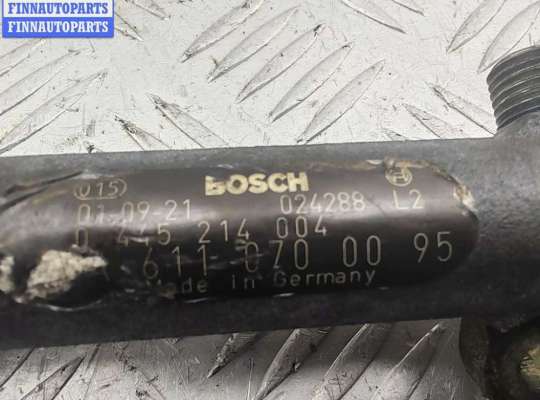 FINNAUTOPARTS
FINNAUTOPARTS
015 BOSCH
01-09-21 024288 L2
0 445 214 004
611 070 00 95
Made in Germany